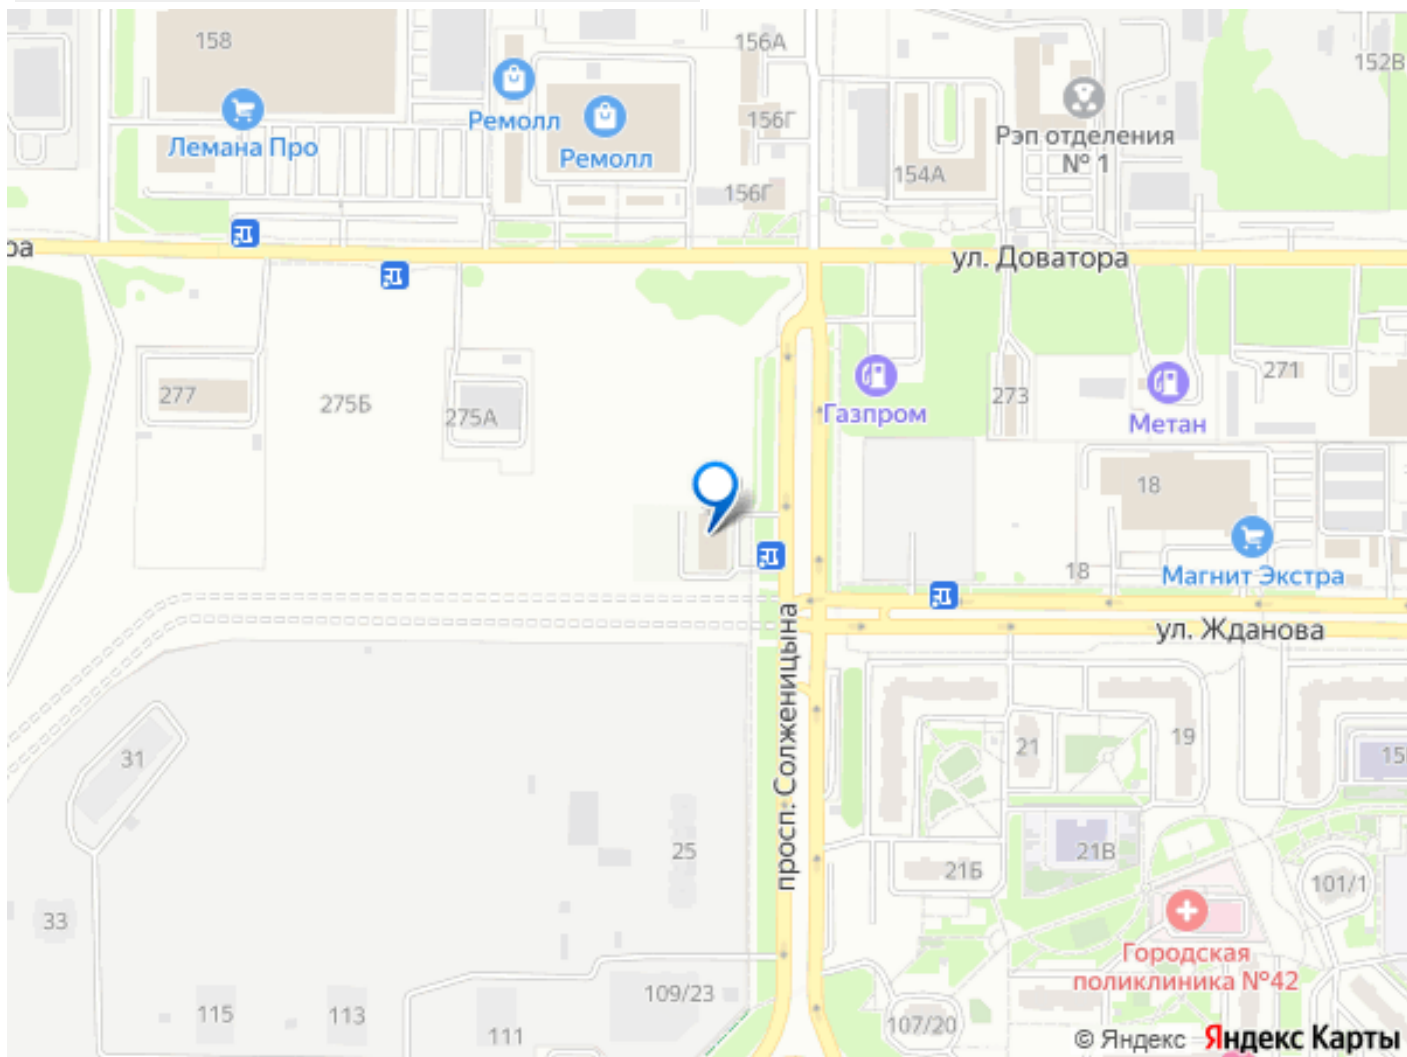 158
156А
152В
Лемана Про
Ремолл
Ремолл
156Г
Рэп отделения
№ 1
154А
156Г
ра
ул. Доватора
277
275Б
275А
Газпром
273
Метан
271
18
18
Магнит Экстра
ул. Жданова
просп. Солженицына
31
21
19
15
25
21В
21Б
101/1
33
Городская
поликлиника №42
109/23
115
113
111
107/20
© Яндекс Яндекс Карты